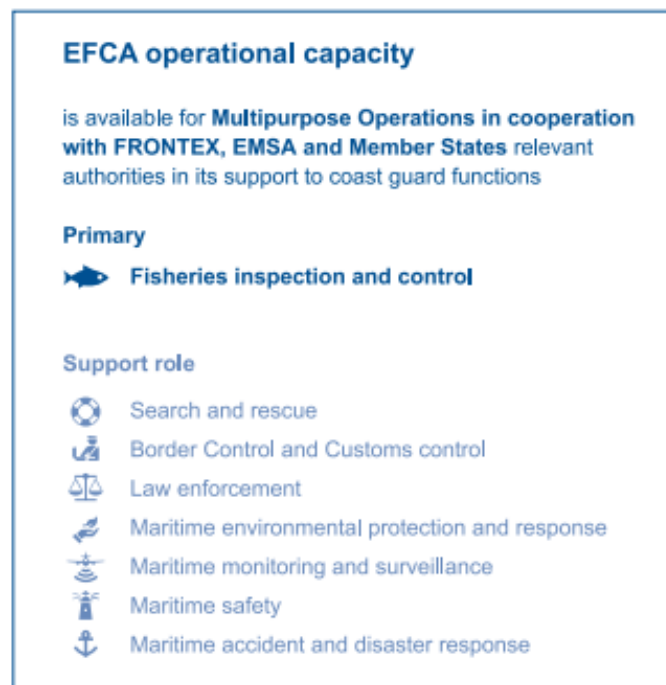 EFCA operational capacity
is available for Multipurpose Operations in cooperation
with FRONTEX, EMSA and Member States relevant
authorities in its support to coast guard functions
Primary
Fisheries inspection and control
Support role
Search and rescue
Border Control and Customs control
Law enforcement
Maritime environmental protection and response
Maritime monitoring and surveillance
Maritime safety
Maritime accident and disaster response